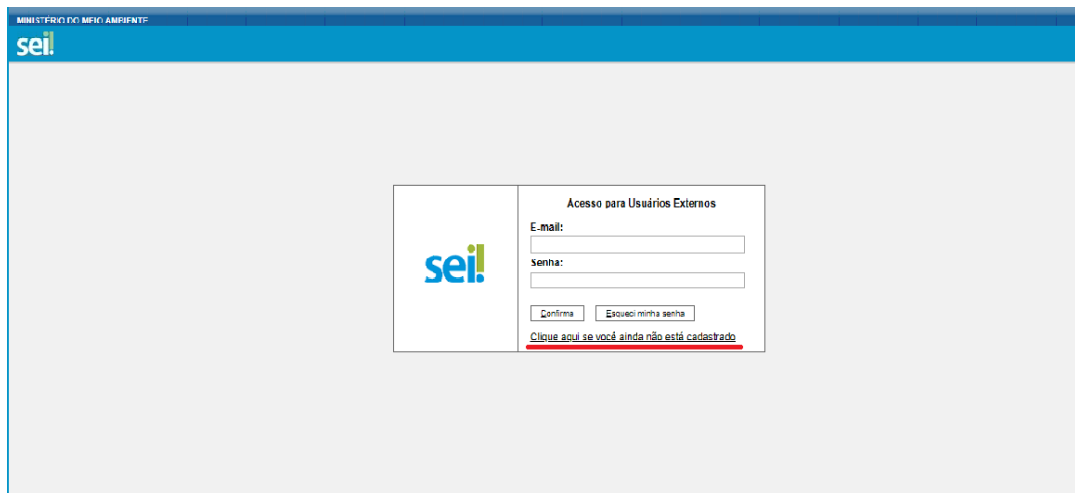 MINISTÉRIO DO MEIO AMBIENTE
sei!
Acesso para Usuários Externos
E-mail:
sei!
Senha:
Confirma Esqueci minha senha
Clique aqui se você ainda não está cadastrado